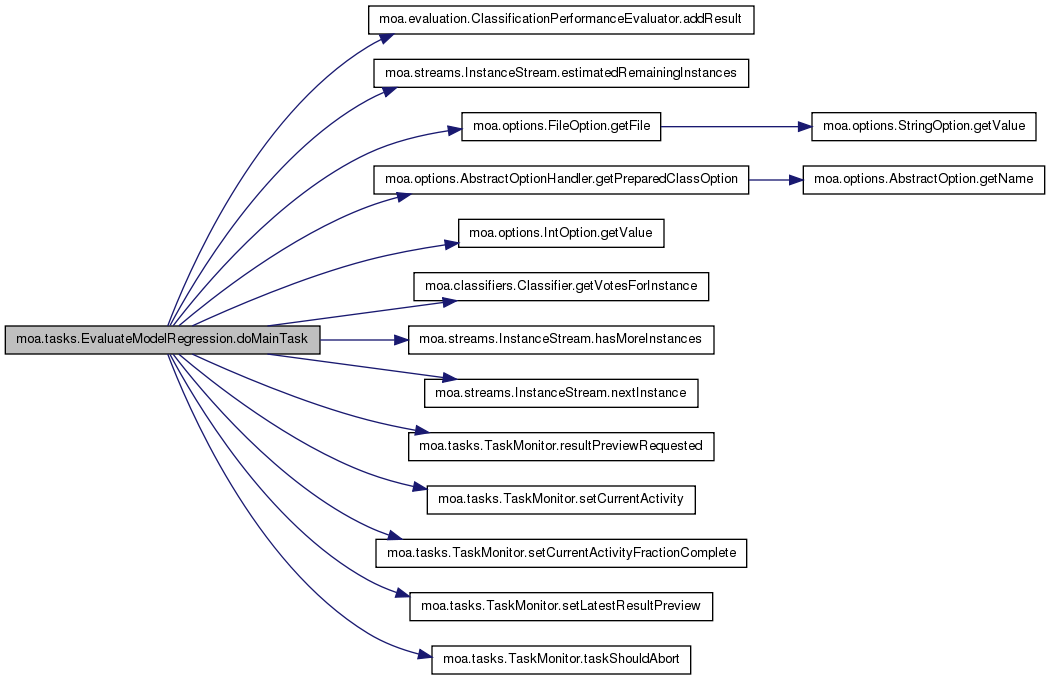 moa.evaluation.ClassificationPerformanceEvaluator.addResult
moa.streams.InstanceStream.estimatedRemainingInstances
moa.options.FileOption.getFile
moa.options.StringOption.getValue
moa.options.AbstractOptionHandler.getPreparedClassOption
moa.options.AbstractOption.getName
moa.options.IntOption.getValue
moa.classifiers.Classifier.getVotesForInstance
moa.tasks.EvaluateModelRegression.doMainTask
moa.streams.InstanceStream.hasMoreInstances
moa.streams.InstanceStream.nextInstance
moa.tasks.TaskMonitor.resultPreviewRequested
moa.tasks.TaskMonitor.setCurrentActivity
moa.tasks.TaskMonitor.setCurrentActivityFractionComplete
moa.tasks.TaskMonitor.setLatestResultPreview
moa.tasks.TaskMonitor.taskShouldAbort